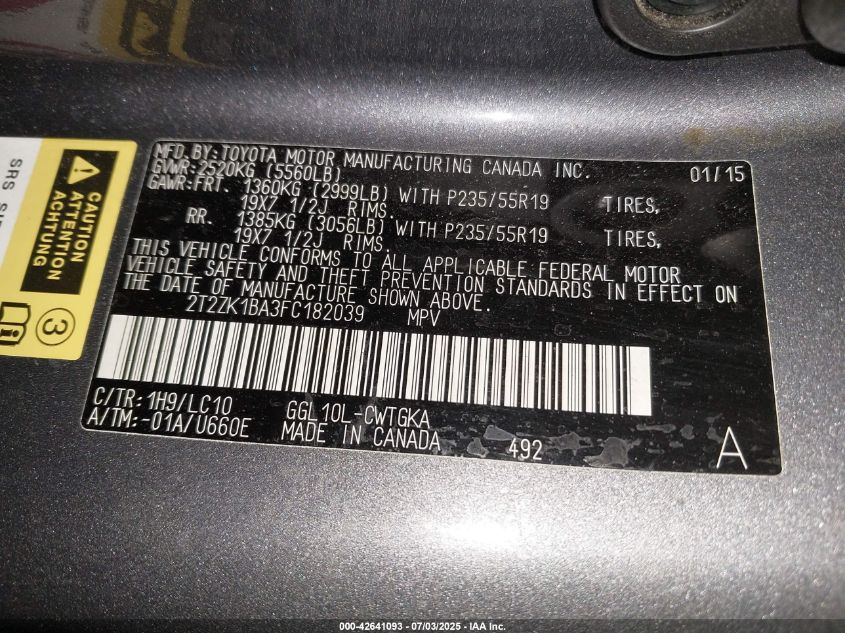 MFD.BY:TOYOTA MOTOR MANUFACTURING CANADA INC. 01/15
GVWR:2520KG (5560LB)
GAWR:FRT. 1360KG (2999LB) WITH P235/55R19 TIRES,
19X7 1/2J RIMS.
RR. 1385KG (3056LB) WITH P235/55R19 TIRES,
19X7 1/2J RIMS.
THIS VEHICLE CONFORMS TO ALL APPLICABLE FEDERAL MOTOR
VEHICLE SAFETY AND THEFT PREVENTION STANDARDS IN EFFECT ON
THE DATE OF MANUFACTURE SHOWN ABOVE.
2T2ZK1BA3FC182039 MPV
C/TR:1H9/LC10 GGL10L-CWTGKA
A/TM:-01A/U660E MADE IN CANADA 492 A
CAUTION
ATTENTION
ACHTUNG
SRS
3
000-42641093 - 07/03/2025 - IAA Inc.